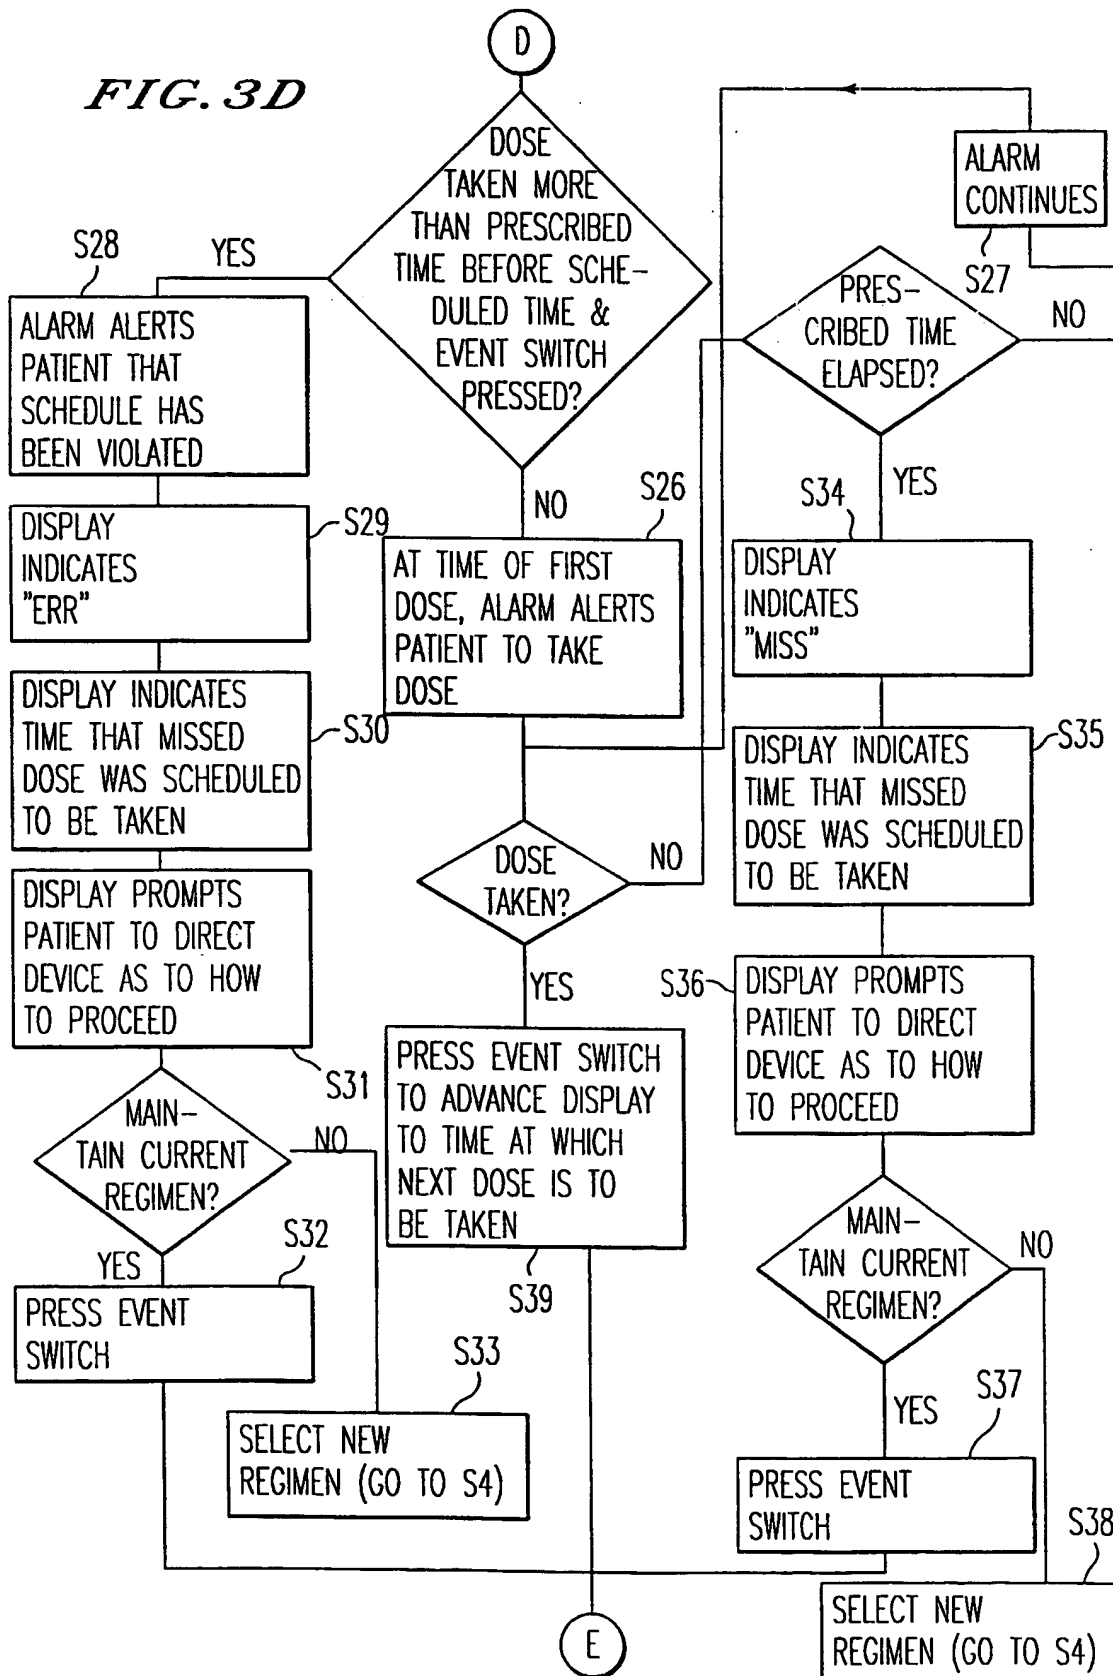 FIG. 3D
D
DOSE
TAKEN MORE
THAN PRESCRIBED
TIME BEFORE SCHE-
DULED TIME &
EVENT SWITCH
PRESSED?
YES
NO
S28
ALARM ALERTS
PATIENT THAT
SCHEDULE HAS
BEEN VIOLATED
S29
DISPLAY
INDICATES
"ERR"
S30
DISPLAY INDICATES
TIME THAT MISSED
DOSE WAS SCHEDULED
TO BE TAKEN
DISPLAY PROMPTS
PATIENT TO DIRECT
DEVICE AS TO HOW
TO PROCEED
S31
MAIN-
TAIN CURRENT
REGIMEN?
NO
YES
S32
PRESS EVENT
SWITCH
S33
SELECT NEW
REGIMEN (GO TO S4)
S26
AT TIME OF FIRST
DOSE, ALARM ALERTS
PATIENT TO TAKE
DOSE
DOSE
TAKEN?
NO
YES
PRESS EVENT SWITCH
TO ADVANCE DISPLAY
TO TIME AT WHICH
NEXT DOSE IS TO
BE TAKEN
S39
E
ALARM
CONTINUES
S27
PRES-
CRIBED TIME
ELAPSED?
NO
YES
S34
DISPLAY
INDICATES
"MISS"
S35
DISPLAY INDICATES
TIME THAT MISSED
DOSE WAS SCHEDULED
TO BE TAKEN
S36
DISPLAY PROMPTS
PATIENT TO DIRECT
DEVICE AS TO HOW
TO PROCEED
MAIN-
TAIN CURRENT
REGIMEN?
NO
YES
S37
PRESS EVENT
SWITCH
S38
SELECT NEW
REGIMEN (GO TO S4)